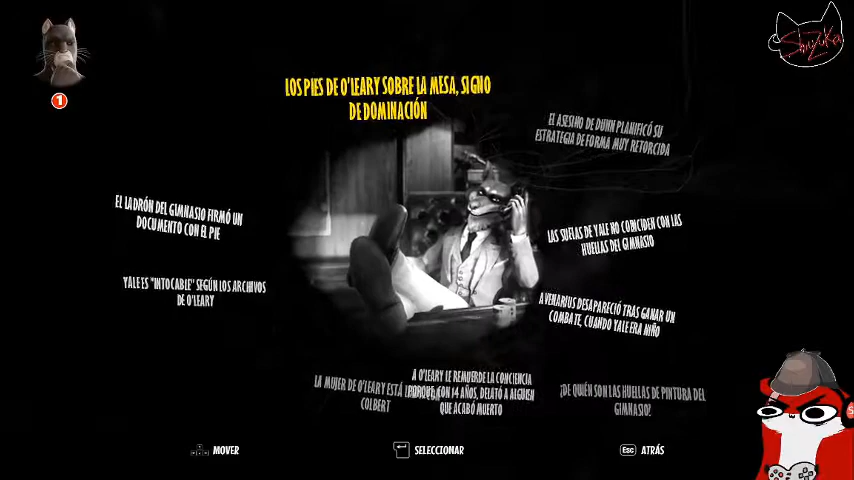 Shizuka
1
LOS PIES DE O'LEARY SOBRE LA MESA, SIGNO
DE DOMINACIÓN
EL ASESINO DE DUNN PLANIFICÓ SU
ESTRATEGIA DE FORMA MUY RETORCIDA
EL LADRÓN DEL GIMNASIO FIRMÓ UN
DOCUMENTO CON EL PIE
LAS SUELAS DE YALE NO COINCIDEN CON LAS
HUELLAS DEL GIMNASIO
YALE ES "INTOCABLE" SEGÚN LOS ARCHIVOS
DE O'LEARY
AVENARIUS DESAPARECIÓ TRAS GANAR UN
COMBATE, CUANDO YALE ERA NIÑO
LA MUJER DE O'LEARY ESTÁ
COLBERT
A O'LEARY LE REMUERDE LA CONCIENCIA
PORQUE, CON 14 AÑOS, DELATÓ A ALGUIEN
QUE ACABÓ MUERTO
¿DE QUIÉN SON LAS HUELLAS DE PINTURA DEL
GIMNASIO?
MOVER
SELECCIONAR
Esc ATRÁS